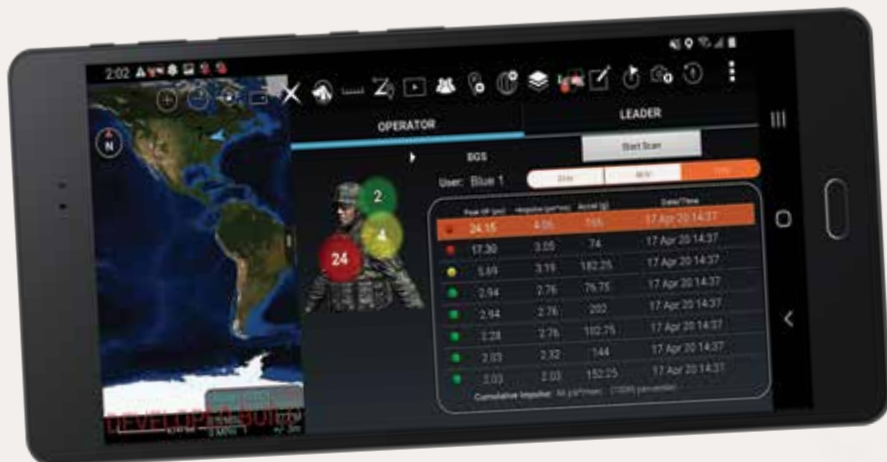 2:02
N
OPERATOR
LEADER
BGS
Start Scan
User: Blue 1
2
4
24
Peak OP (psi) Accel (g) Date/Time
24.15 4.06 17 Apr 20 14:37
17.30 3.05 74 17 Apr 20 14:37
5.69 3.19 182.25 17 Apr 20 14:37
2.94 2.76 76.75 17 Apr 20 14:37
2.94 2.76 202 17 Apr 20 14:37
2.28 2.76 102.75 17 Apr 20 14:37
2.03 2.32 144 17 Apr 20 14:37
2.03 2.03 152.25 17 Apr 20 14:37
Cumulative Impulse:
DEVELOPER BUILD